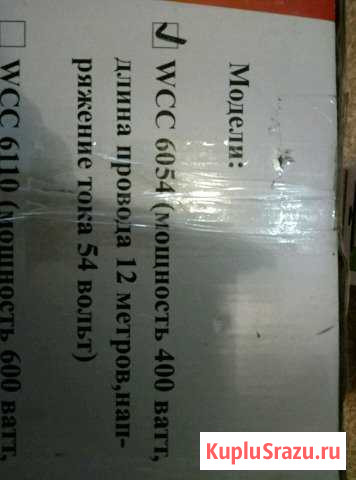 Модели:
WCC 6054 (мощность 400 ватт,
длина провода 12 метров,нап-
ряжение тока 54 вольт)
WCC 6110 (мощность 600 ватт,
KupluSrazu.ru